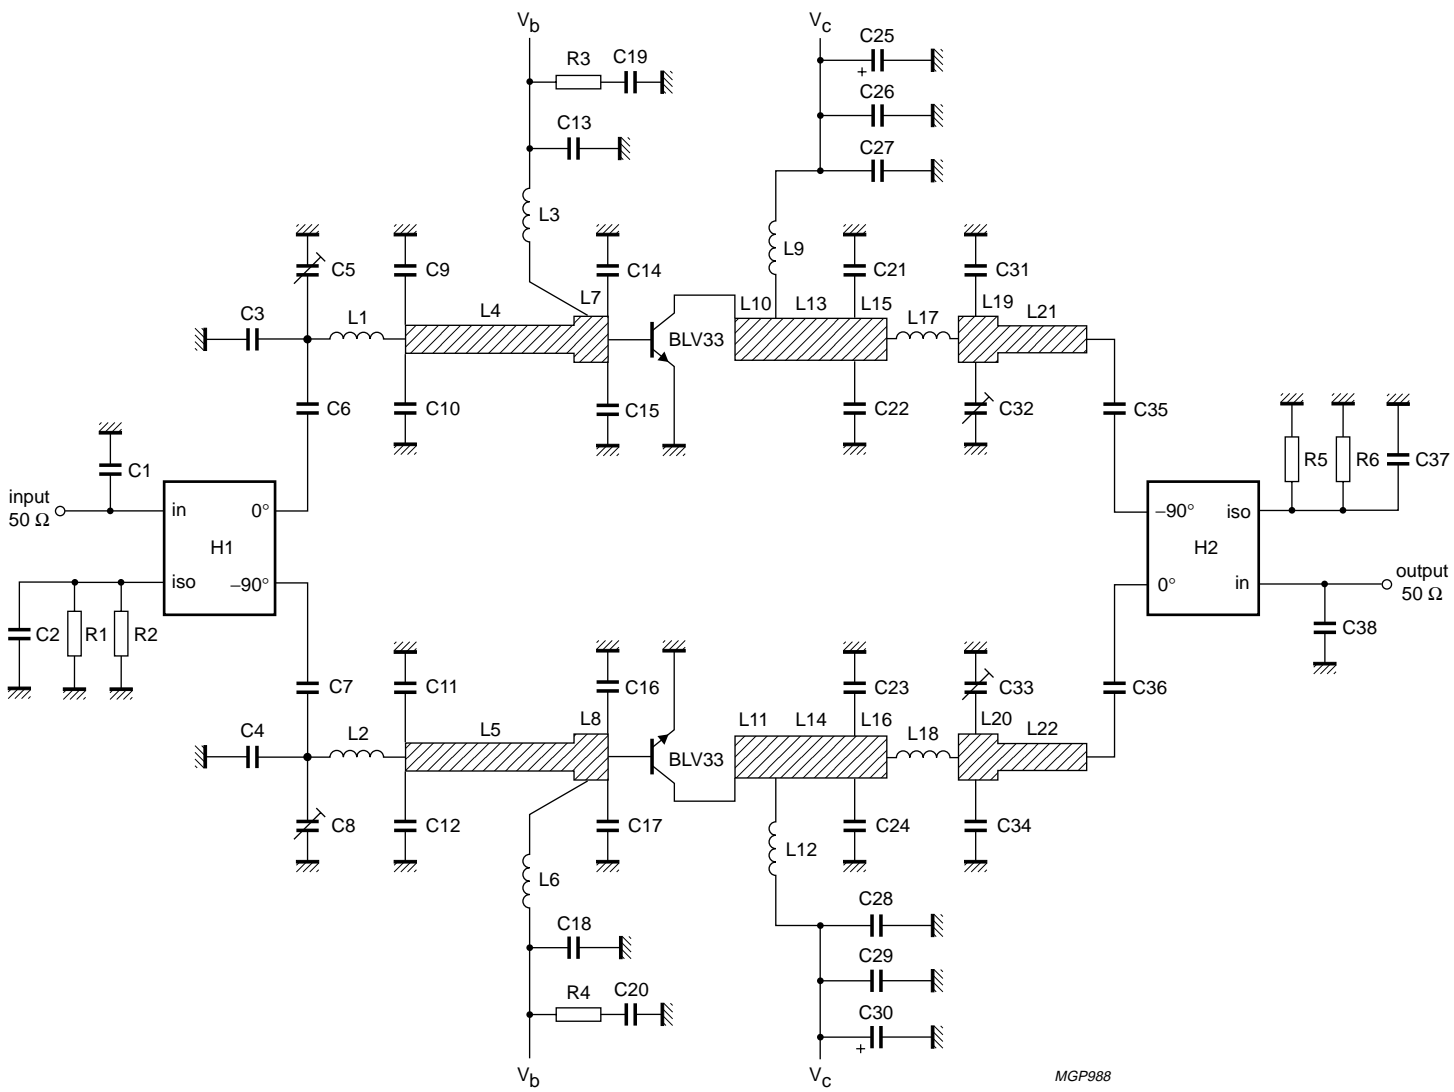 Vb
Vc
C25
+
R3
C19
C26
C13
C27
L3
L9
C5
C9
C14
C21
C31
C3
L1
L4
L7
L10
L13
L15
L17
L19
L21
BLV33
C6
C10
C15
C22
C32
C35
C1
R5
R6
C37
input
50 Ω
in
0°
H1
iso
–90°
–90°
iso
H2
0°
in
output
50 Ω
C2
R1
R2
C38
C7
C11
C16
C23
C33
C36
C4
L2
L5
L8
L11
L14
L16
L18
L20
L22
BLV33
C8
C12
C17
C24
C34
L12
L6
C28
C18
C29
R4
C20
C30
+
Vb
Vc
MGP988